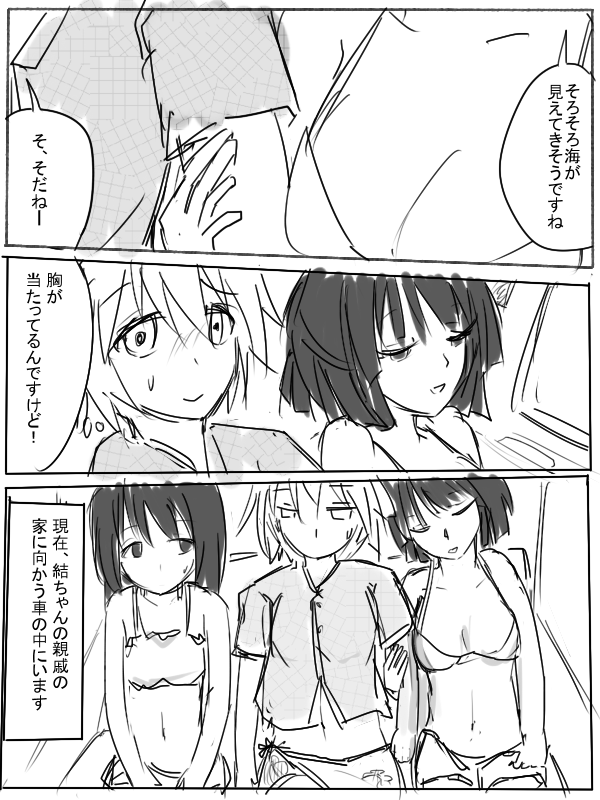 そろそろ海が
見えてきそうですね
そ、そだねー
胸が
当たってるんですけど！
現在、結ちゃんの親戚の
家に向かう車の中にいます